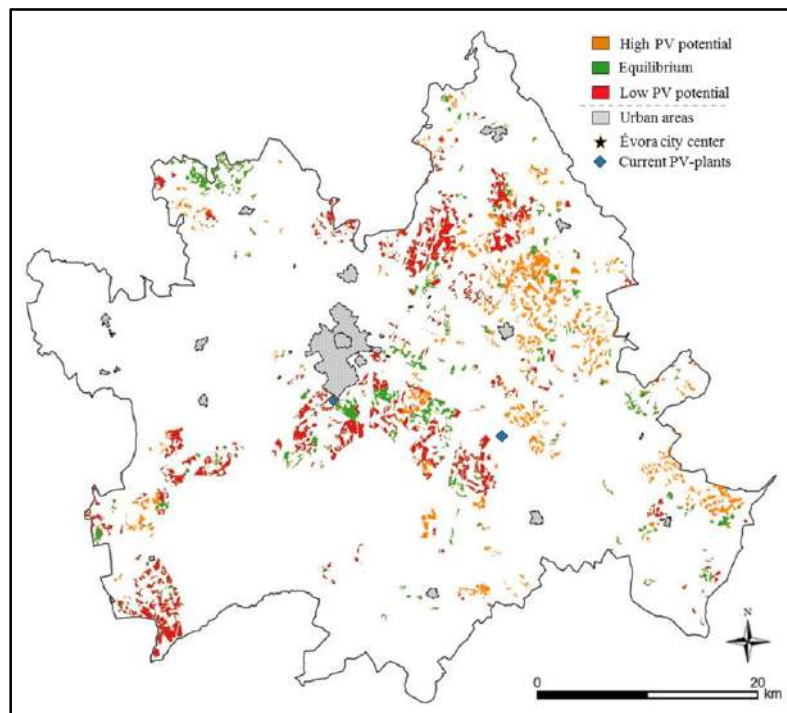 High PV potential
Equilibrium
Low PV potential
Urban areas
Évora city center
Current PV-plants
N
0 20
km